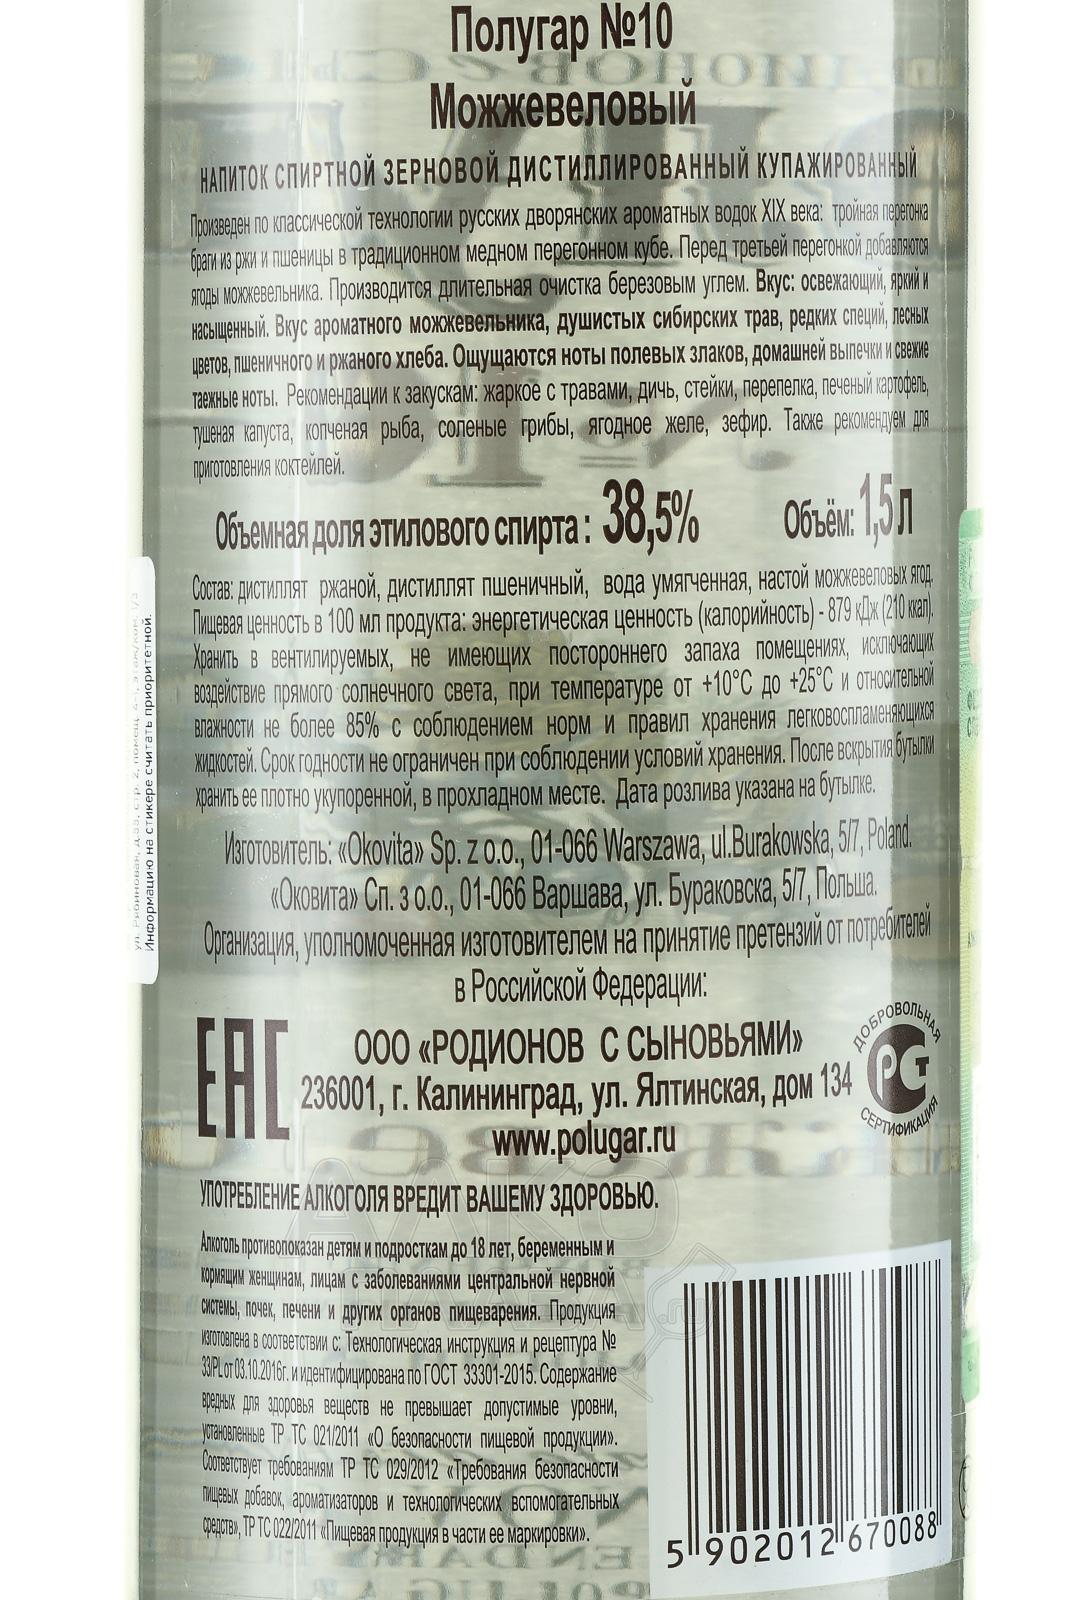 Полугар №10
Можжевеловый
НАПИТОК СПИРТНОЙ ЗЕРНОВОЙ ДИСТИЛЛИРОВАННЫЙ КУПАЖИРОВАННЫЙ
Произведен по классической технологии русских дворянских ароматных водок XIX века: тройная перегонка
браги из ржи и пшеницы в традиционном медном перегонном кубе. Перед третьей перегонкой добавляются
ягоды можжевельника. Производится длительная очистка березовым углем. Вкус: освежающий, яркий и
насыщенный. Вкус ароматного можжевельника, душистых сибирских трав, редких специй, лесных
цветов, пшеничного и ржаного хлеба. Ощущаются ноты полевых злаков, домашней выпечки и свежие
таежные ноты. Рекомендации к закускам: жаркое с травами, дичь, стейки, перепелка, печеный картофель,
тушеная капуста, копченая рыба, соленые грибы, ягодное желе, зефир. Также рекомендуем для
приготовления коктейлей.
Объемная доля этилового спирта : 38,5% Объём: 1,5 л
Состав: дистиллят ржаной, дистиллят пшеничный, вода умягченная, настой можжевеловых ягод.
Пищевая ценность в 100 мл продукта: энергетическая ценность (калорийность) - 879 кДж (210 ккал).
Хранить в вентилируемых, не имеющих постороннего запаха помещениях, исключающих
воздействие прямого солнечного света, при температуре от +10°С до +25°С и относительной
влажности не более 85% с соблюдением норм и правил хранения легковоспламеняющихся
жидкостей. Срок годности не ограничен при соблюдении условий хранения. После вскрытия бутылки
хранить ее плотно укупоренной, в прохладном месте. Дата розлива указана на бутылке.
Изготовитель: «Okovita» Sp. z o.o., 01-066 Warszawa, ul.Burakowska, 5/7, Poland.
«Оковита» Сп. з о.о., 01-066 Варшава, ул. Бураковска, 5/7, Польша.
Организация, уполномоченная изготовителем на принятие претензий от потребителей
в Российской Федерации:
ЕАС
ООО «РОДИОНОВ С СЫНОВЬЯМИ»
236001, г. Калининград, ул. Ялтинская, дом 134
www.polugar.ru
ДОБРОВОЛЬНАЯ
РСТ
СЕРТИФИКАЦИЯ
УПОТРЕБЛЕНИЕ АЛКОГОЛЯ ВРЕДИТ ВАШЕМУ ЗДОРОВЬЮ.
Алкоголь противопоказан детям и подросткам до 18 лет, беременным и
кормящим женщинам, лицам с заболеваниями центральной нервной
системы, почек, печени и других органов пищеварения. Продукция
изготовлена в соответствии с: Технологическая инструкция и рецептура №
33/PL от 03.10.2016г. и идентифицирована по ГОСТ 33301-2015. Содержание
вредных для здоровья веществ не превышает допустимые уровни,
установленные ТР ТС 021/2011 «О безопасности пищевой продукции».
Соответствует требованиям ТР ТС 029/2012 «Требования безопасности
пищевых добавок, ароматизаторов и технологических вспомогательных
средств», ТР ТС 022/2011 «Пищевая продукция в части ее маркировки».
5 902012 670088
Информацию на стикере считать приоритетной.